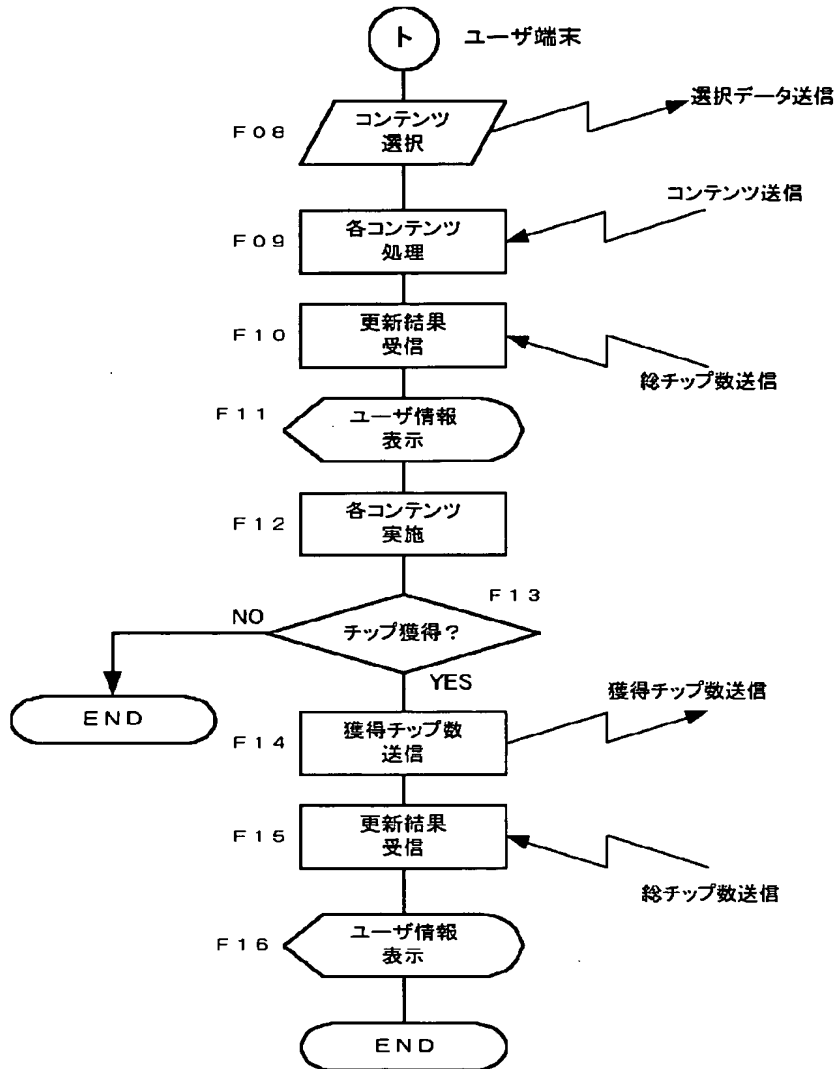 ト
ユーザ端末
F08
コンテンツ
選択
選択データ送信
コンテンツ送信
F09
各コンテンツ
処理
F10
更新結果
受信
総チップ数送信
F11
ユーザ情報
表示
F12
各コンテンツ
実施
F13
チップ獲得?
NO
YES
END
F14
獲得チップ数
送信
獲得チップ数送信
F15
更新結果
受信
総チップ数送信
F16
ユーザ情報
表示
END